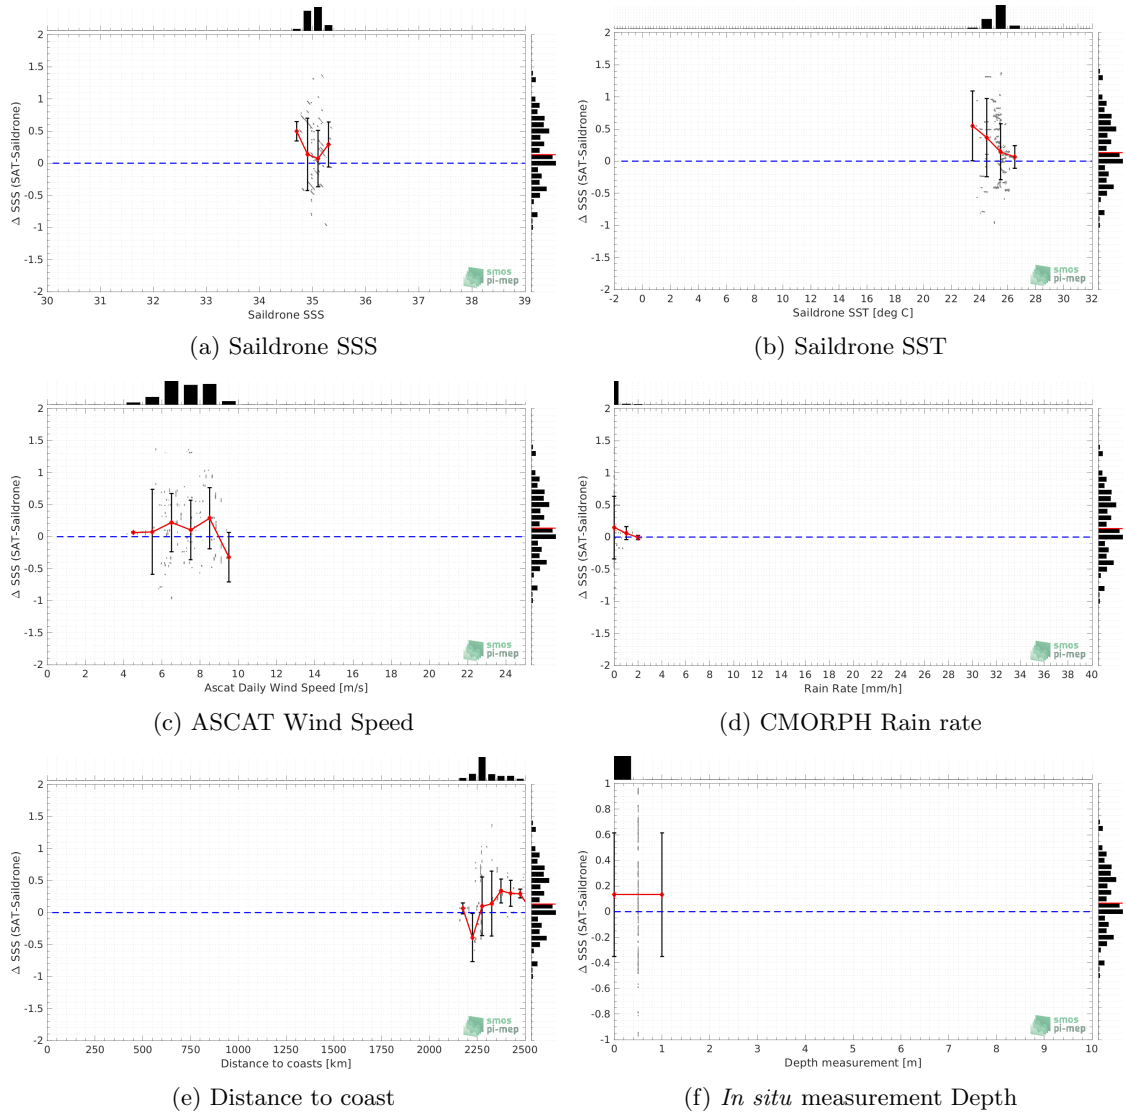 2
1.5
1
0.5
0
-0.5
-1
-1.5
-2
Δ SSS (SAT-Saildrone)
30 31 32 33 34 35 36 37 38 39
Saildrone SSS
smos
pi-mep
(a) Saildrone SSS
2
1.5
1
0.5
0
-0.5
-1
-1.5
-2
Δ SSS (SAT-Saildrone)
-2 0 2 4 6 8 10 12 14 16 18 20 22 24 26 28 30 32
Saildrone SST [deg C]
smos
pi-mep
(b) Saildrone SST
2
1.5
1
0.5
0
-0.5
-1
-1.5
-2
Δ SSS (SAT-Saildrone)
0 2 4 6 8 10 12 14 16 18 20 22 24
Ascat Daily Wind Speed [m/s]
smos
pi-mep
(c) ASCAT Wind Speed
2
1.5
1
0.5
0
-0.5
-1
-1.5
-2
Δ SSS (SAT-Saildrone)
0 2 4 6 8 10 12 14 16 18 20 22 24 26 28 30 32 34 36 38 40
Rain Rate [mm/h]
smos
pi-mep
(d) CMORPH Rain rate
2
1.5
1
0.5
0
-0.5
-1
-1.5
-2
Δ SSS (SAT-Saildrone)
0 250 500 750 1000 1250 1500 1750 2000 2250 2500
Distance to coasts [km]
smos
pi-mep
(e) Distance to coast
1
0.8
0.6
0.4
0.2
0
-0.2
-0.4
-0.6
-0.8
-1
Δ SSS (SAT-Saildrone)
0 1 2 3 4 5 6 7 8 9 10
Depth measurement [m]
smos
pi-mep
(f) In situ measurement Depth